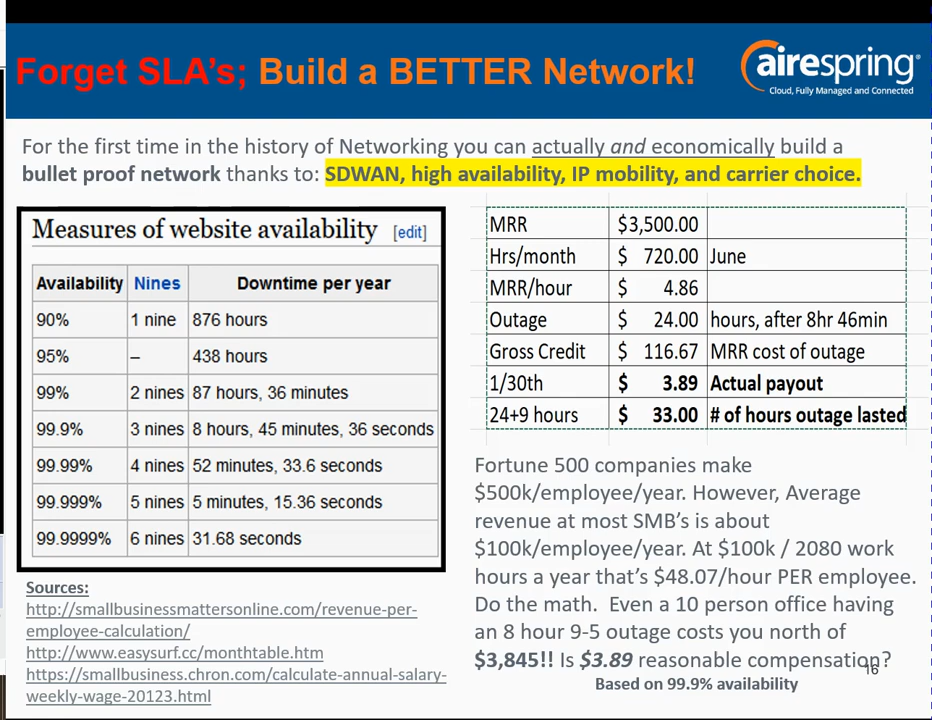 Forget SLA's; Build a BETTER Network!
airespring®
Cloud, Fully Managed and Connected
For the first time in the history of Networking you can actually and economically build a
bullet proof network thanks to: SDWAN, high availability, IP mobility, and carrier choice.
Measures of website availability [edit]
Availability Nines Downtime per year
90% 1 nine 876 hours
95% – 438 hours
99% 2 nines 87 hours, 36 minutes
99.9% 3 nines 8 hours, 45 minutes, 36 seconds
99.99% 4 nines 52 minutes, 33.6 seconds
99.999% 5 nines 5 minutes, 15.36 seconds
99.9999% 6 nines 31.68 seconds
Sources:
http://smallbusinessmattersonline.com/revenue-per-
employee-calculation/
http://www.easysurf.cc/monthtable.htm
https://smallbusiness.chron.com/calculate-annual-salary-
weekly-wage-20123.html
MRR $3,500.00
Hrs/month $ 720.00 June
MRR/hour $ 4.86
Outage $ 24.00 hours, after 8hr 46min
Gross Credit $ 116.67 MRR cost of outage
1/30th $ 3.89 Actual payout
24+9 hours $ 33.00 # of hours outage lasted
Fortune 500 companies make
$500k/employee/year. However, Average
revenue at most SMB's is about
$100k/employee/year. At $100k / 2080 work
hours a year that's $48.07/hour PER employee.
Do the math. Even a 10 person office having
an 8 hour 9-5 outage costs you north of
$3,845!! Is $3.89 reasonable compensation?
16
Based on 99.9% availability